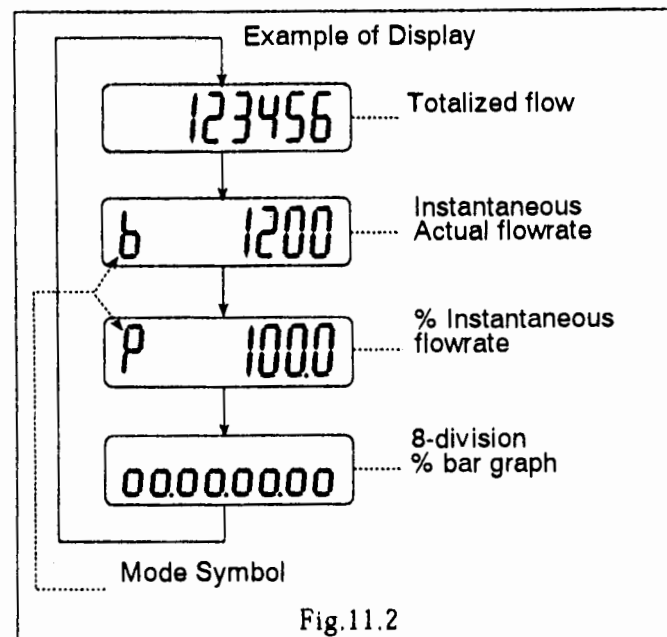 Example of Display
123456
Totalized flow
b 1200
Instantaneous
Actual flowrate
P 100.0
% Instantaneous
flowrate
00.00.00.00
8-division
% bar graph
Mode Symbol
Fig.11.2